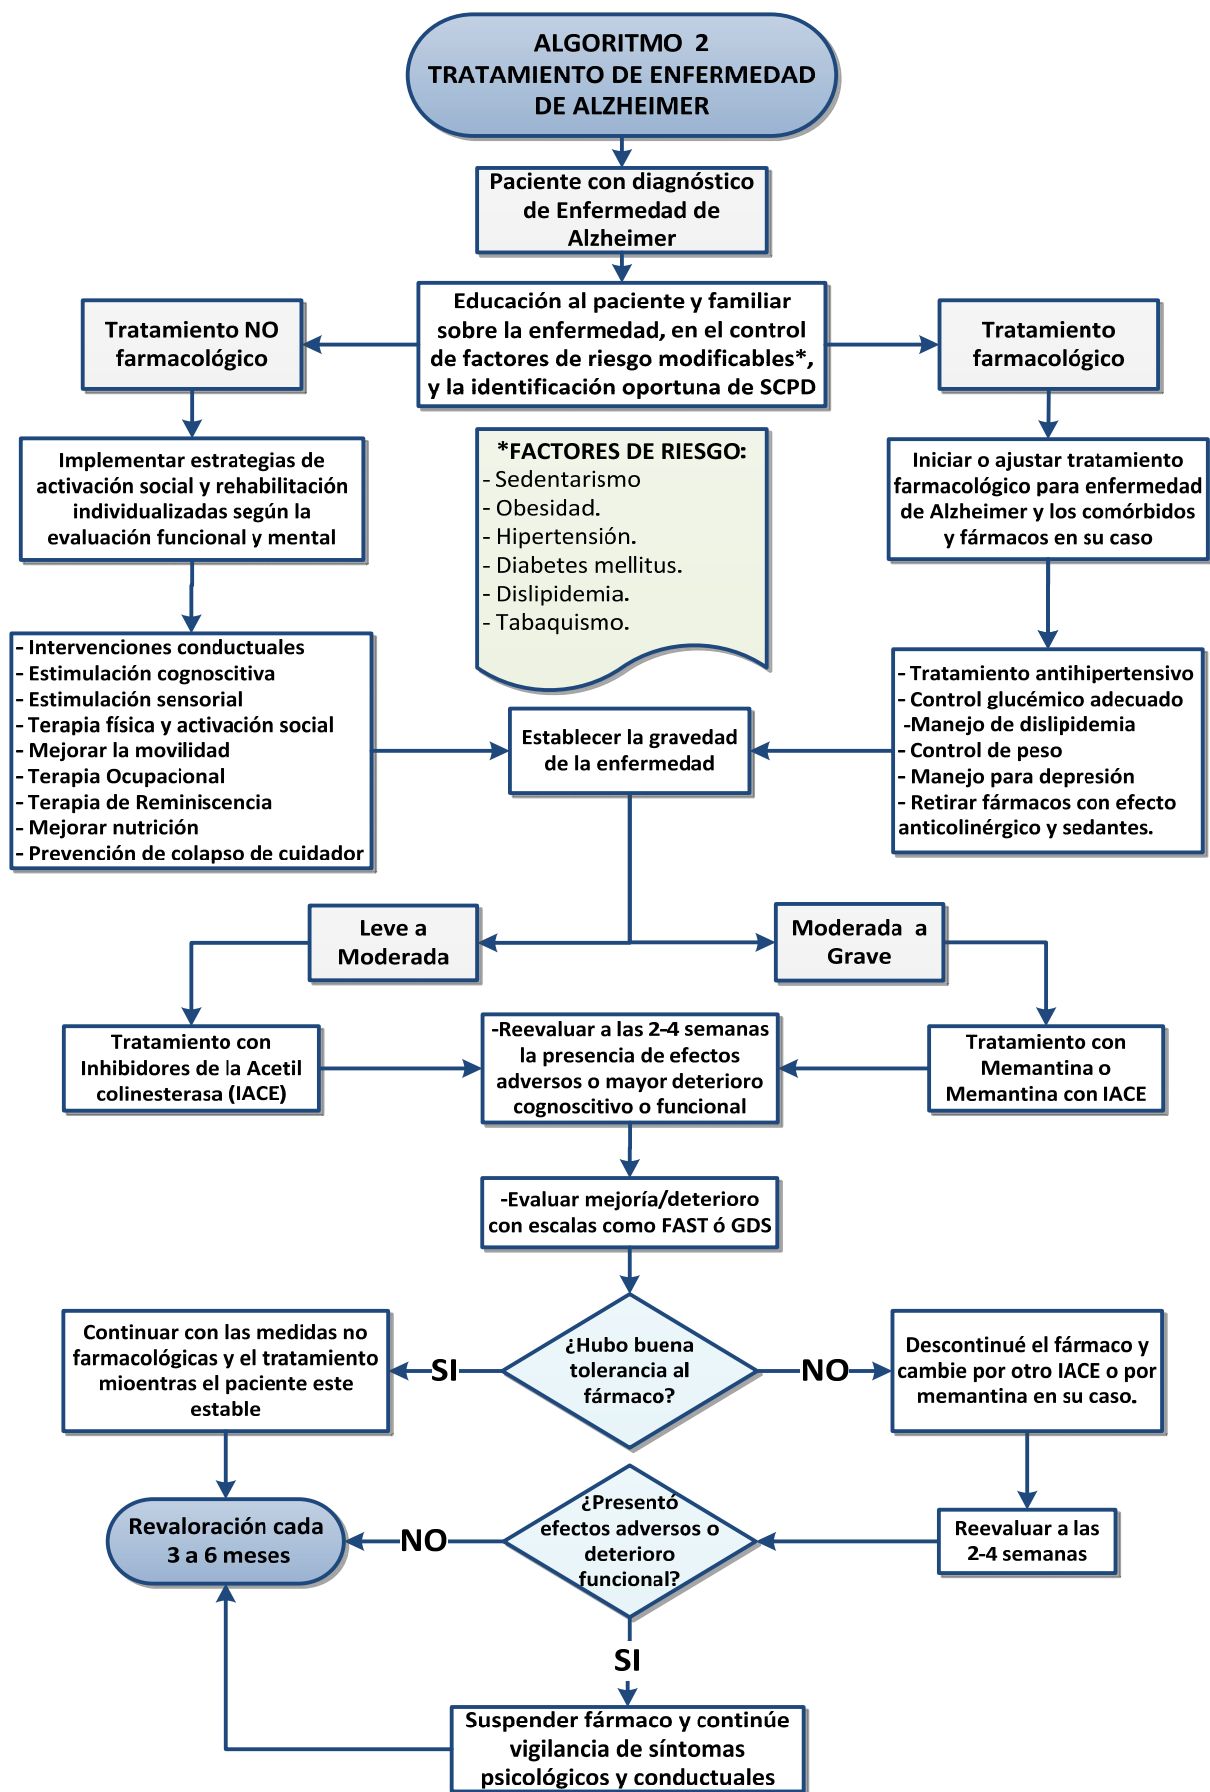 ALGORITMO 2
TRATAMIENTO DE ENFERMEDAD
DE ALZHEIMER
Paciente con diagnóstico
de Enfermedad de
Alzheimer
Educación al paciente y familiar
sobre la enfermedad, en el control
de factores de riesgo modificables*,
y la identificación oportuna de SCPD
Tratamiento NO
farmacológico
Tratamiento
farmacológico
Implementar estrategias de
activación social y rehabilitación
individualizadas según la
evaluación funcional y mental
*FACTORES DE RIESGO:
- Sedentarismo
- Obesidad.
- Hipertensión.
- Diabetes mellitus.
- Dislipidemia.
- Tabaquismo.
Iniciar o ajustar tratamiento
farmacológico para enfermedad
de Alzheimer y los comórbidos
y fármacos en su caso
- Intervenciones conductuales
- Estimulación cognoscitiva
- Estimulación sensorial
- Terapia física y activación social
- Mejorar la movilidad
- Terapia Ocupacional
- Terapia de Reminiscencia
- Mejorar nutrición
- Prevención de colapso de cuidador
Establecer la gravedad
de la enfermedad
- Tratamiento antihipertensivo
- Control glucémico adecuado
-Manejo de dislipidemia
- Control de peso
- Manejo para depresión
- Retirar fármacos con efecto
anticolinérgico y sedantes.
Leve a
Moderada
Moderada a
Grave
Tratamiento con
Inhibidores de la Acetil
colinesterasa (IACE)
-Reevaluar a las 2-4 semanas
la presencia de efectos
adversos o mayor deterioro
cognoscitivo o funcional
Tratamiento con
Memantina o
Memantina con IACE
-Evaluar mejoría/deterioro
con escalas como FAST ó GDS
Continuar con las medidas no
farmacológicas y el tratamiento
mioentras el paciente este
estable
SI
¿Hubo buena
tolerancia al
fármaco?
NO
Descontinué el fármaco y
cambie por otro IACE o por
memantina en su caso.
Revaloración cada
3 a 6 meses
NO
¿Presentó
efectos adversos o
deterioro
funcional?
Reevaluar a las
2-4 semanas
SI
Suspender fármaco y continúe
vigilancia de síntomas
psicológicos y conductuales